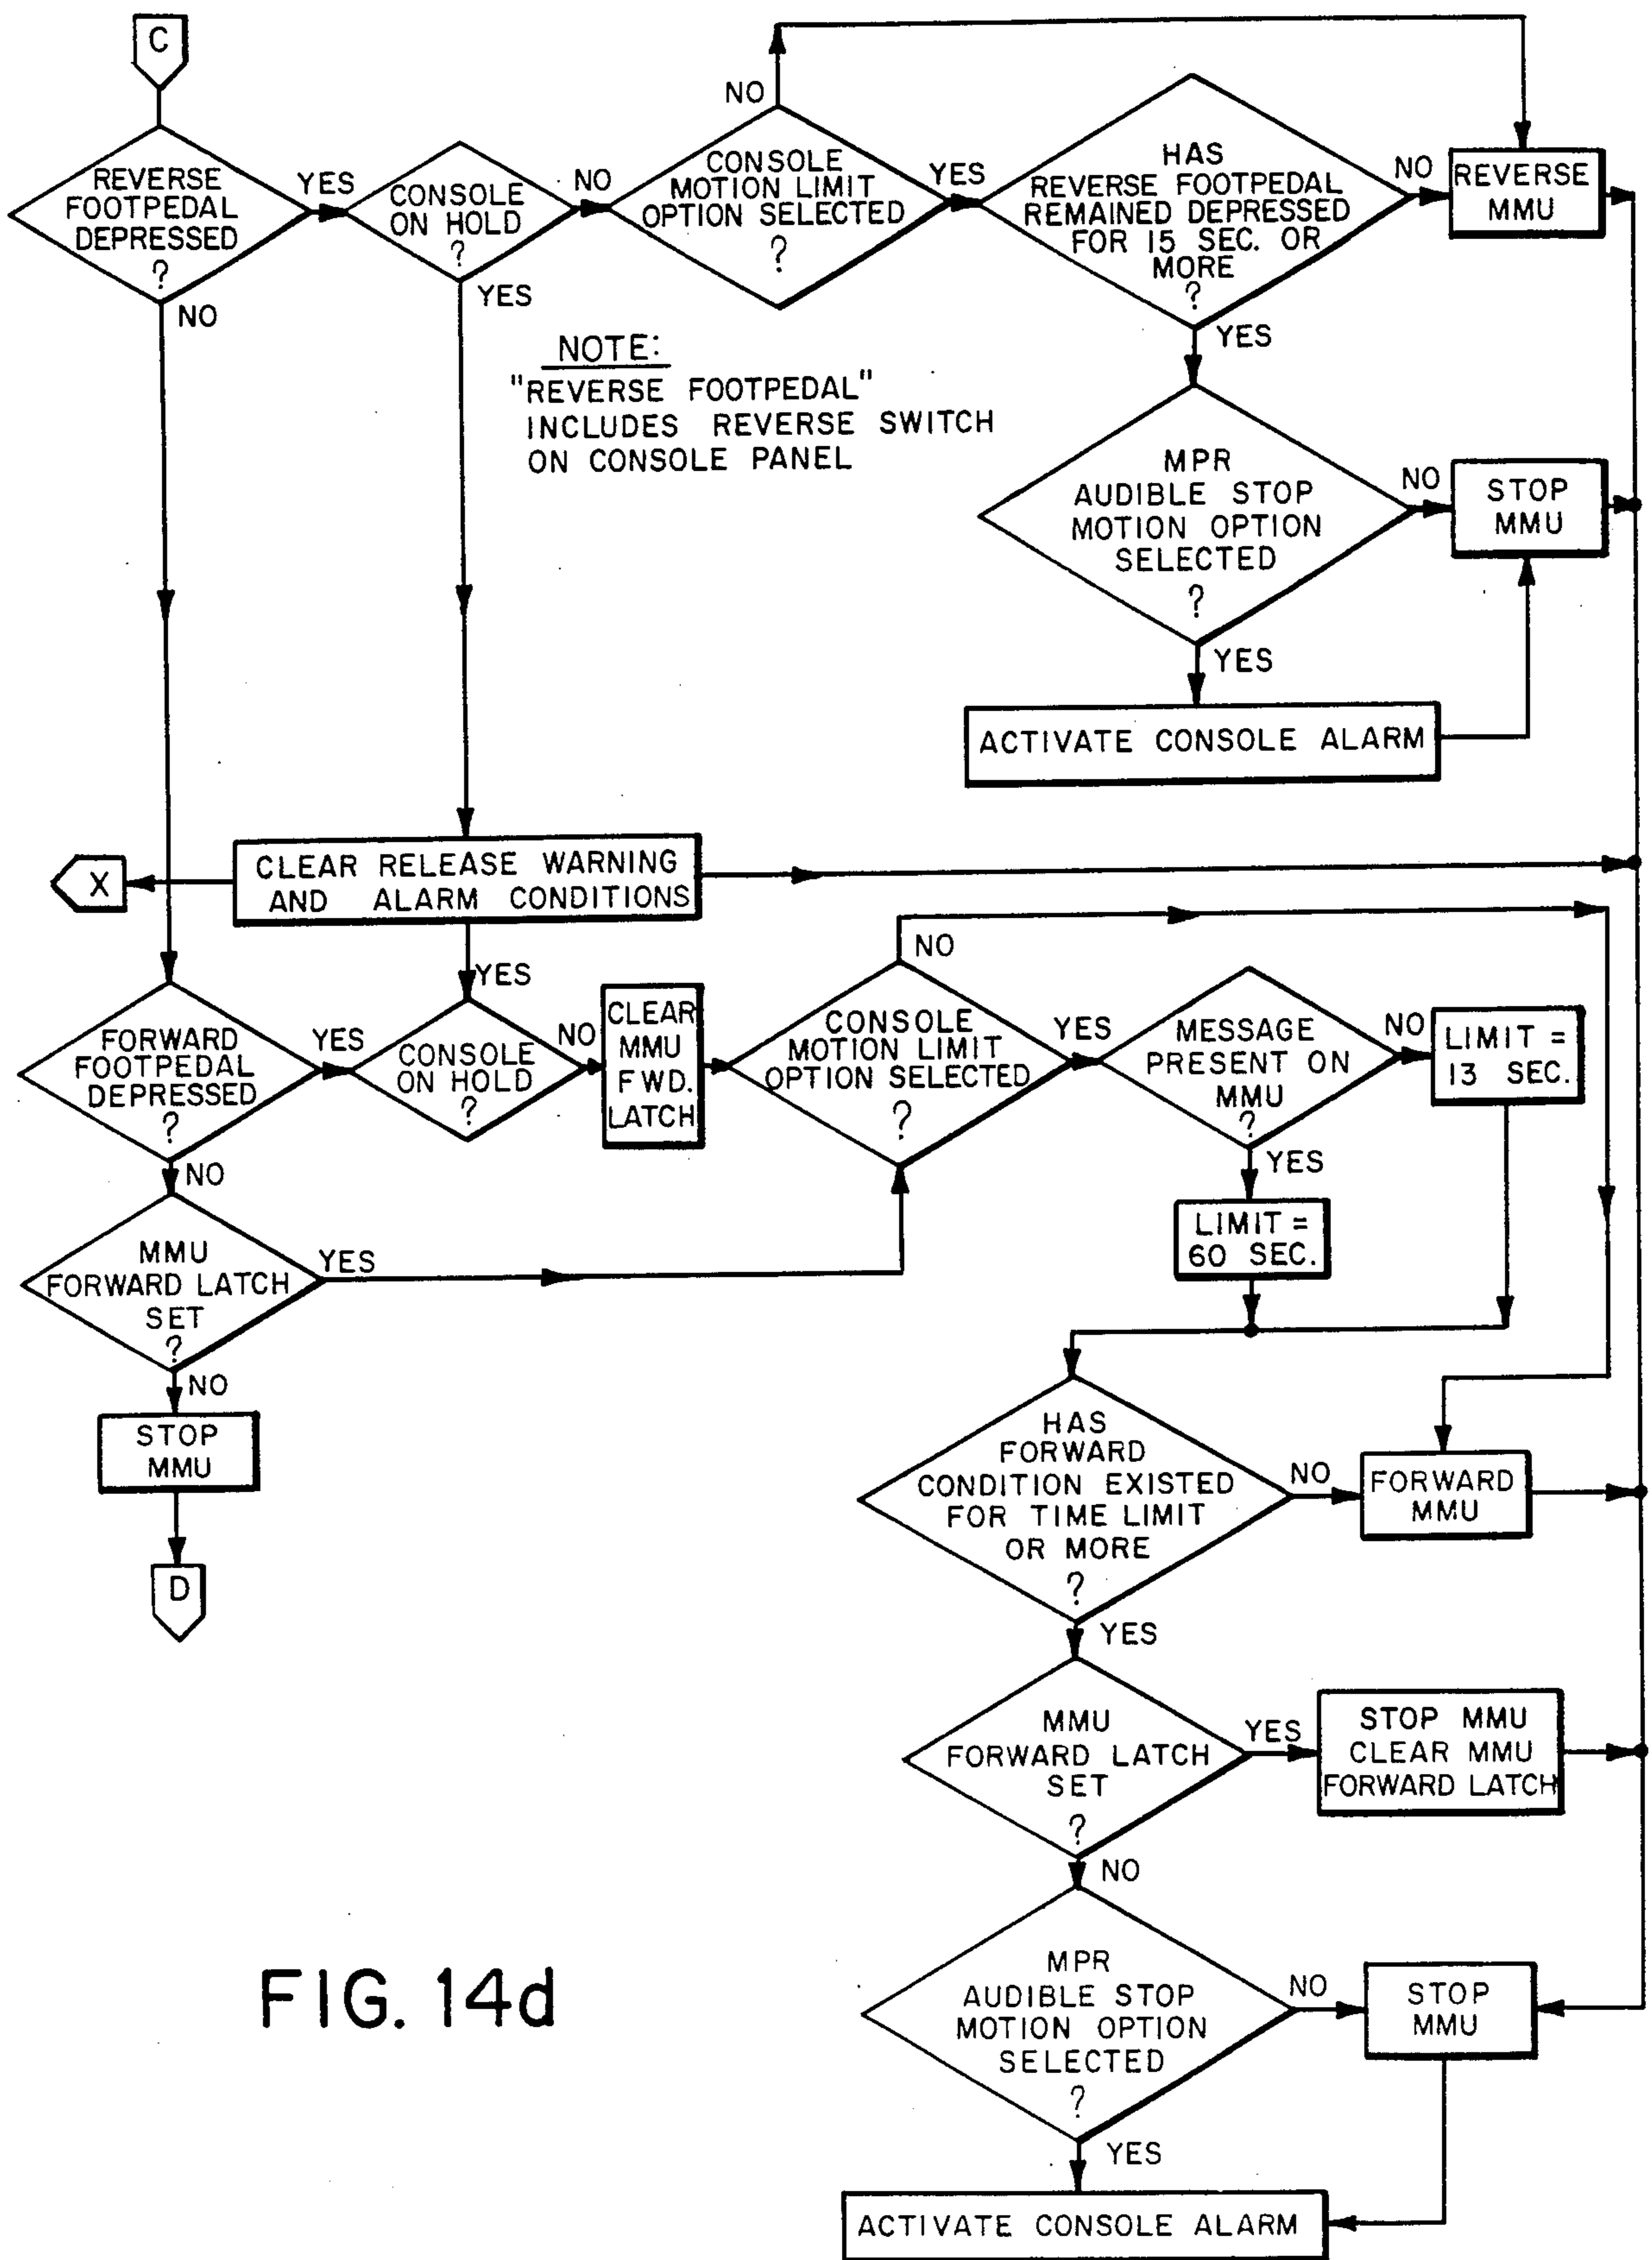 C
REVERSE
FOOTPEDAL
DEPRESSED
?
YES
NO
CONSOLE
ON HOLD
?
NO
YES
CONSOLE
MOTION LIMIT
OPTION SELECTED
?
NO
YES
HAS
REVERSE FOOTPEDAL
REMAINED DEPRESSED
FOR 15 SEC. OR
MORE
?
NO
YES
REVERSE
MMU
NOTE:
"REVERSE FOOTPEDAL"
INCLUDES REVERSE SWITCH
ON CONSOLE PANEL
MPR
AUDIBLE STOP
MOTION OPTION
SELECTED
?
NO
YES
STOP
MMU
ACTIVATE CONSOLE ALARM
X
CLEAR RELEASE WARNING
AND ALARM CONDITIONS
YES
FORWARD
FOOTPEDAL
DEPRESSED
?
YES
NO
CONSOLE
ON HOLD
?
NO
CLEAR
MMU
FWD.
LATCH
CONSOLE
MOTION LIMIT
OPTION SELECTED
?
NO
YES
MESSAGE
PRESENT ON
MMU
?
NO
YES
LIMIT =
13 SEC.
LIMIT =
60 SEC.
MMU
FORWARD LATCH
SET
?
YES
NO
STOP
MMU
D
HAS
FORWARD
CONDITION EXISTED
FOR TIME LIMIT
OR MORE
?
NO
YES
FORWARD
MMU
MMU
FORWARD LATCH
SET
?
YES
NO
STOP MMU
CLEAR MMU
FORWARD LATCH
MPR
AUDIBLE STOP
MOTION OPTION
SELECTED
?
NO
YES
STOP
MMU
ACTIVATE CONSOLE ALARM
FIG. 14d